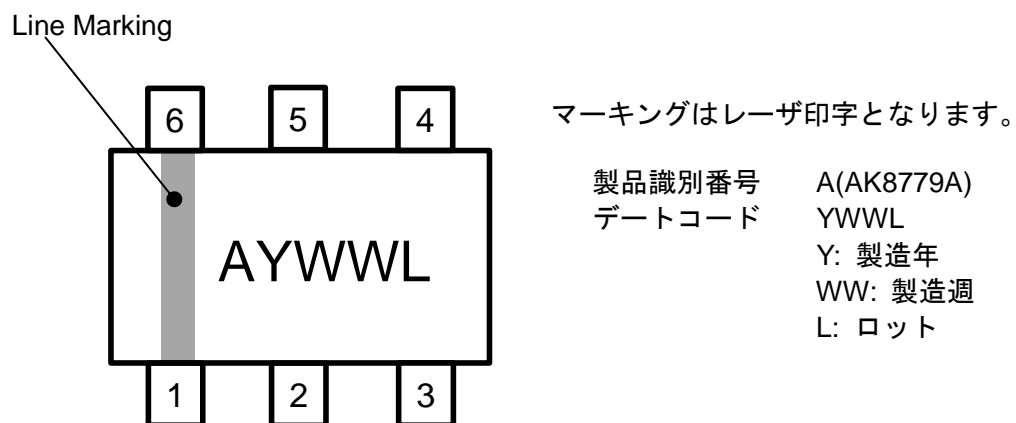 Line Marking
6 5 4
AYWWL
1 2 3
マーキングはレーザ印字となります。
製品識別番号 A(AK8779A)
デートコード YWWL
Y: 製造年
WW: 製造週
L: ロット